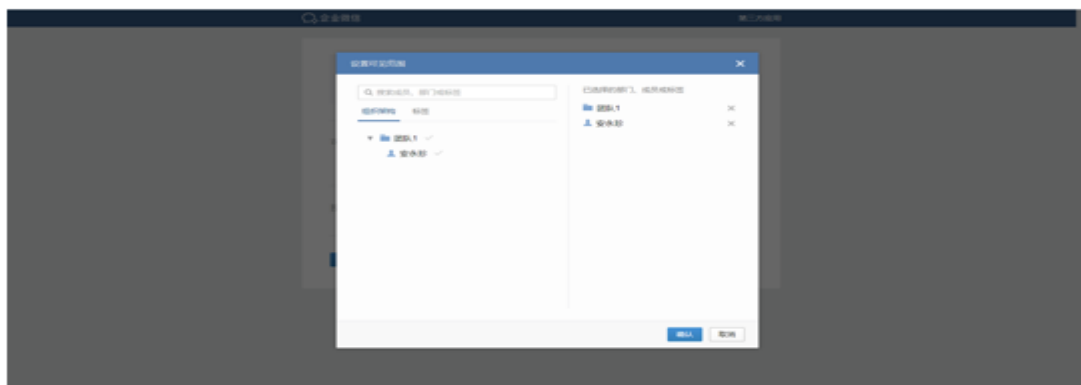 企业微信
第三方应用
设置可见范围
搜索成员、部门或标签
组织架构 标签
团队1
安永彩
已选择的部门、成员或标签
团队1
安永彩
确认 取消